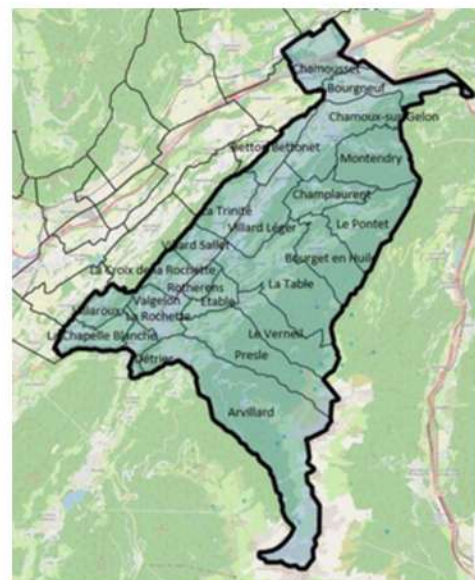 Chamousset
Bourgneuf
Chamoux-sur-Gelon
Betton Bettonet
Montendry
Champlaurent
La Trinité
Villard Léger
Le Pontet
Villard Sallet
Bourget en Huile
La Croix de la Rochette
Rotherens
La Table
Valgelon
Etable
Villaroux
La Rochette
La Chapelle Blanche
Le Verneil
Détrier
Presle
Arvillard